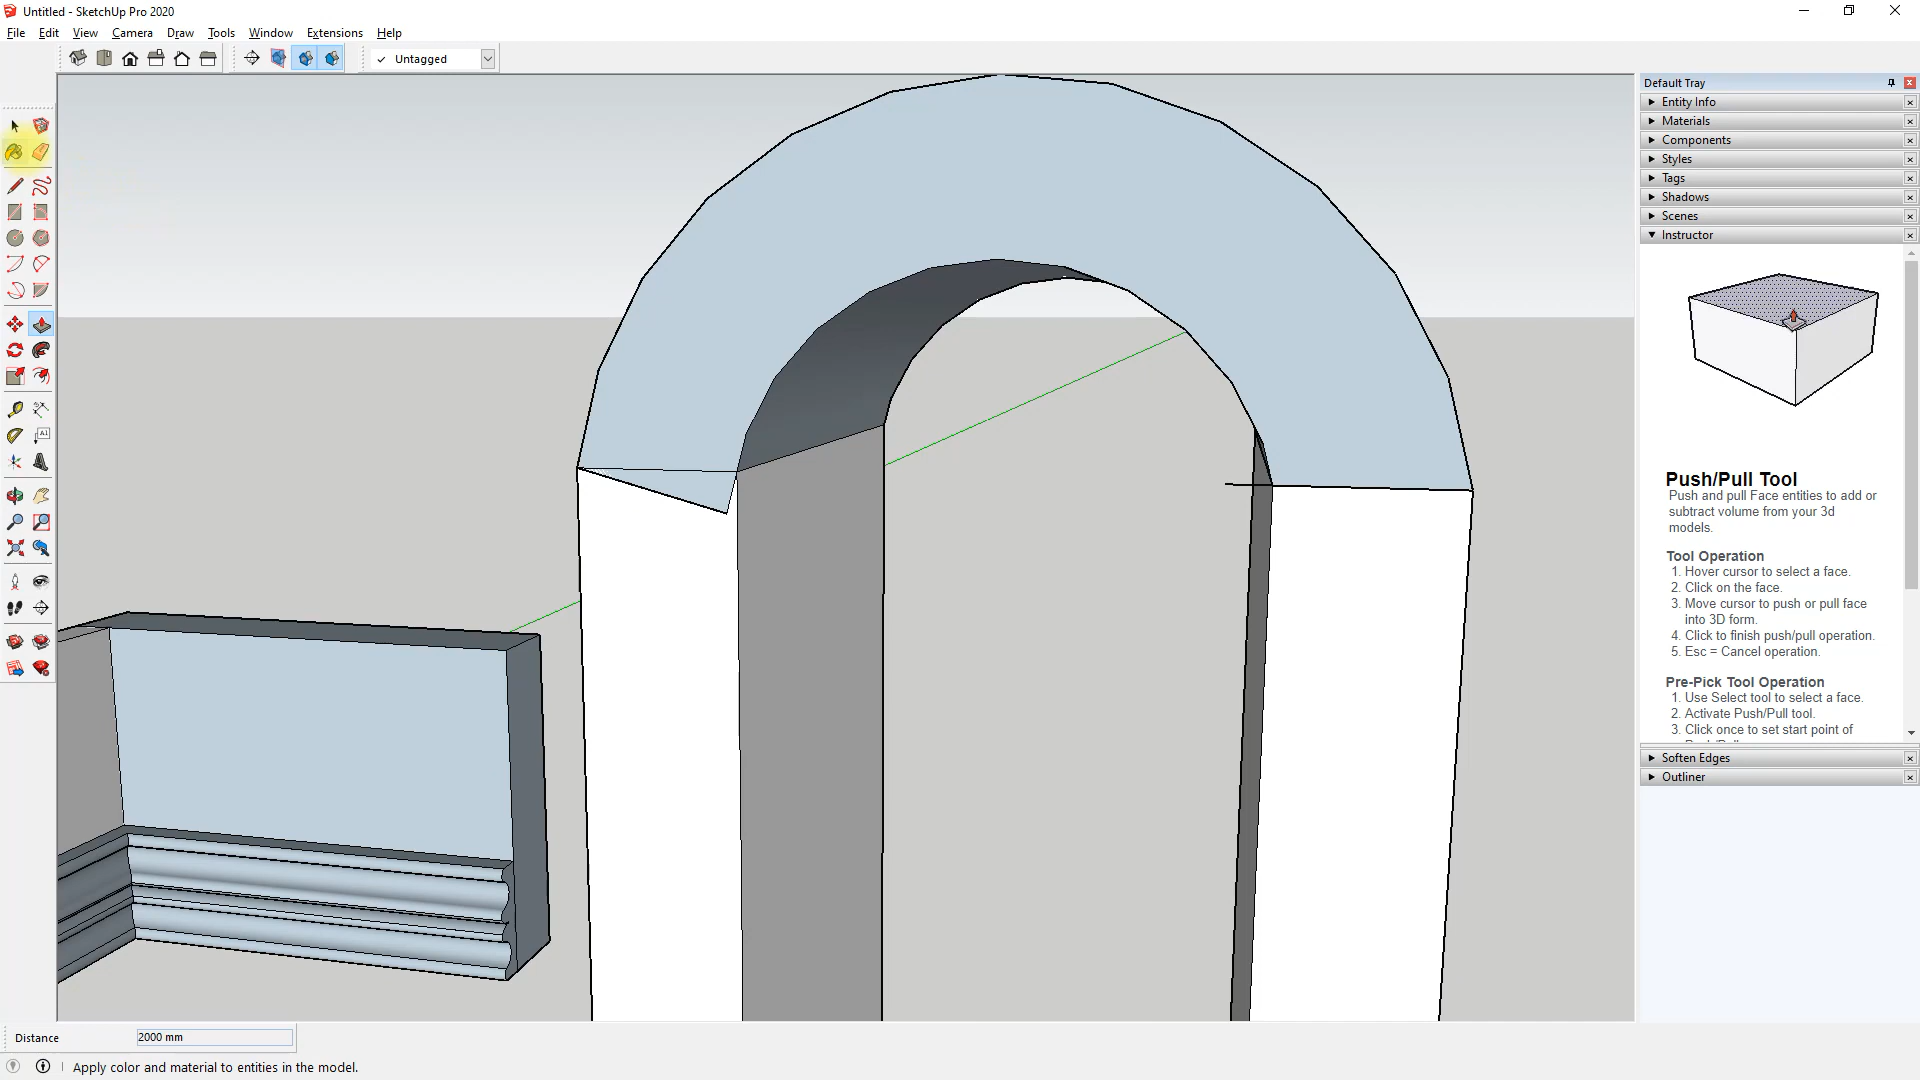 Untitled - SketchUp Pro 2020
File Edit View Camera Draw Tools Window Extensions Help
Untagged
Default Tray
Entity Info
Materials
Components
Styles
Tags
Shadows
Scenes
Instructor
Push/Pull Tool
Push and pull Face entities to add or
subtract volume from your 3d
models.
Tool Operation
1. Hover cursor to select a face.
2. Click on the face.
3. Move cursor to push or pull face
into 3D form.
4. Click to finish push/pull operation.
5. Esc = Cancel operation.
Pre-Pick Tool Operation
1. Use Select tool to select a face.
2. Activate Push/Pull tool.
3. Click once to set start point of
Soften Edges
Outliner
Distance 2000 mm
Apply color and material to entities in the model.